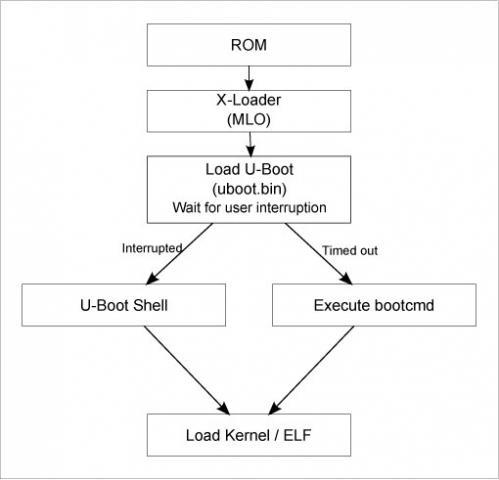 ROM
X-Loader
(MLO)
Load U-Boot
(uboot.bin)
Wait for user interruption
Interrupted
Timed out
U-Boot Shell
Execute bootcmd
Load Kernel / ELF